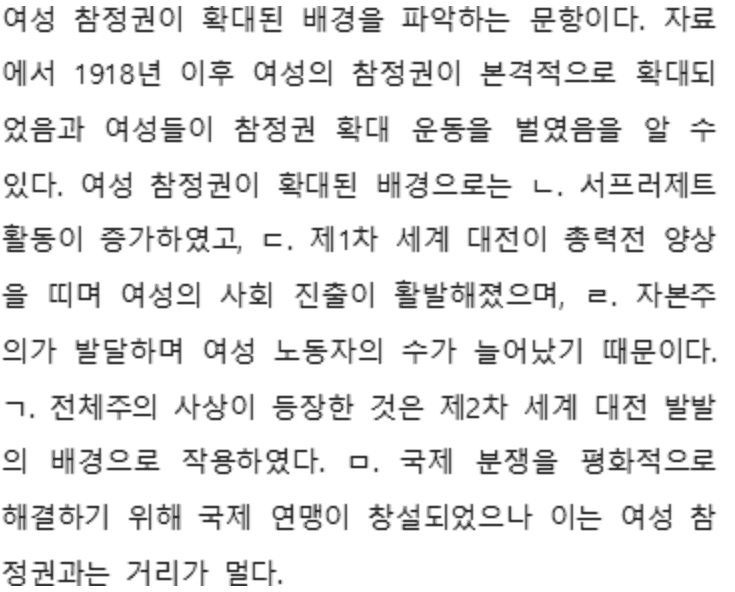 여성 참정권이 확대된 배경을 파악하는 문항이다. 자료
에서 1918년 이후 여성의 참정권이 본격적으로 확대되
었음과 여성들이 참정권 확대 운동을 벌였음을 알 수
있다. 여성 참정권이 확대된 배경으로는 ㄴ. 서프러제트
활동이 증가하였고, ㄷ. 제1차 세계 대전이 총력전 양상
을 띠며 여성의 사회 진출이 활발해졌으며, ㄹ. 자본주
의가 발달하며 여성 노동자의 수가 늘어났기 때문이다.
ㄱ. 전체주의 사상이 등장한 것은 제2차 세계 대전 발발
의 배경으로 작용하였다. ㅁ. 국제 분쟁을 평화적으로
해결하기 위해 국제 연맹이 창설되었으나 이는 여성 참
정권과는 거리가 멀다.